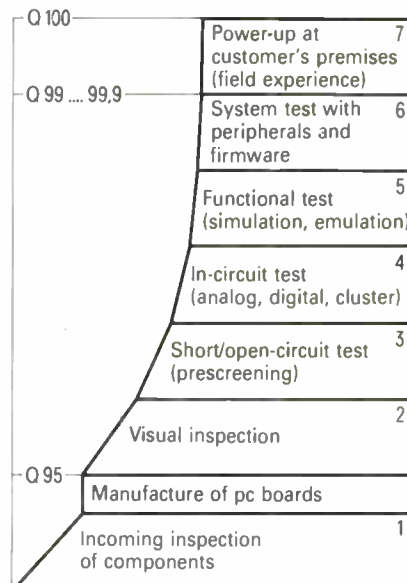 Q 100
Power-up at 7
customer's premises
(field experience)
Q 99 .... 99,9
System test with 6
peripherals and
firmware
5
Functional test
(simulation, emulation)
4
In-circuit test
(analog, digital, cluster)
3
Short/open-circuit test
(prescreening)
2
Visual inspection
Q 95
Manufacture of pc boards
1
Incoming inspection
of components